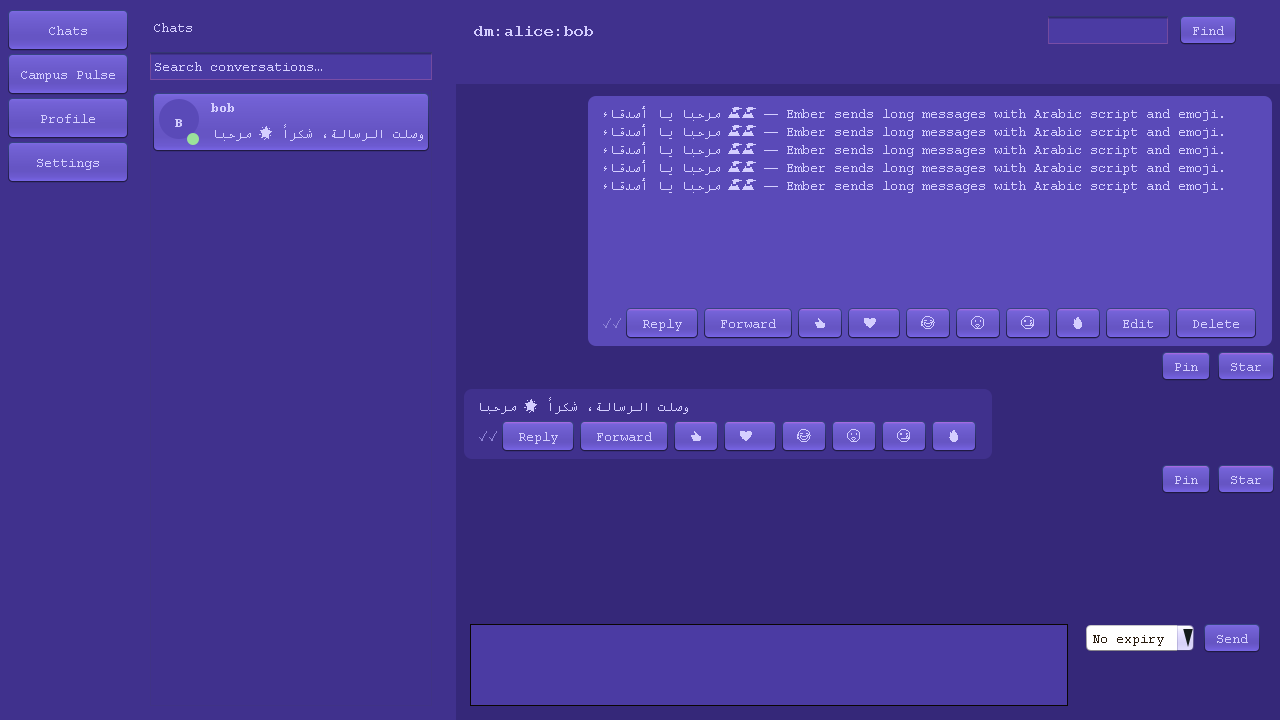 Chats
Campus Pulse
Profile
Settings
Chats
Search conversations…
B
bob
وصلت الرسالة، شكراً 🌟 مرحبا
dm:alice:bob
Find
مرحبا يا أصدقاء 🌋🌋 — Ember sends long messages with Arabic script and emoji.
مرحبا يا أصدقاء 🌋🌋 — Ember sends long messages with Arabic script and emoji.
مرحبا يا أصدقاء 🌋🌋 — Ember sends long messages with Arabic script and emoji.
مرحبا يا أصدقاء 🌋🌋 — Ember sends long messages with Arabic script and emoji.
مرحبا يا أصدقاء 🌋🌋 — Ember sends long messages with Arabic script and emoji.
✓✓ Reply Forward 👍 ❤ 😂 😮 😢 🔥 Edit Delete
Pin Star
وصلت الرسالة، شكراً 🌟 مرحبا
✓✓ Reply Forward 👍 ❤ 😂 😮 😢 🔥
Pin Star
No expiry
Send